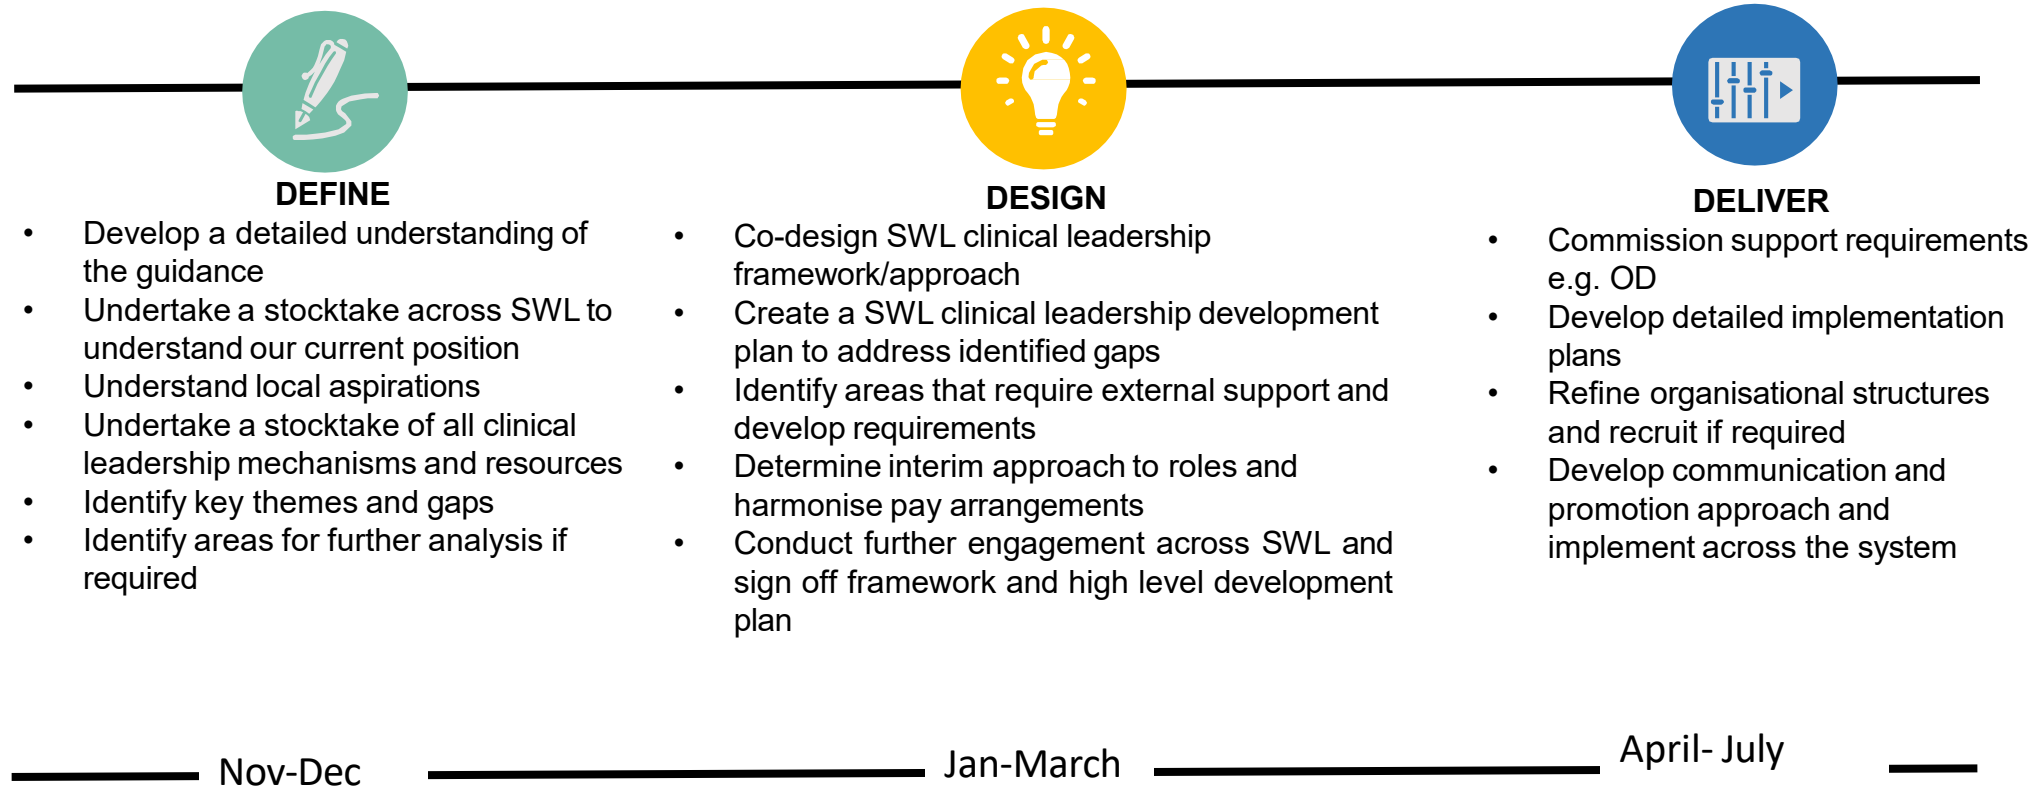 DEFINE
• Develop a detailed understanding of
the guidance
• Undertake a stocktake across SWL to
understand our current position
• Understand local aspirations
• Undertake a stocktake of all clinical
leadership mechanisms and resources
• Identify key themes and gaps
• Identify areas for further analysis if
required
DESIGN
• Co-design SWL clinical leadership
framework/approach
• Create a SWL clinical leadership development
plan to address identified gaps
• Identify areas that require external support and
develop requirements
• Determine interim approach to roles and
harmonise pay arrangements
• Conduct further engagement across SWL and
sign off framework and high level development
plan
DELIVER
• Commission support requirements
e.g. OD
• Develop detailed implementation
plans
• Refine organisational structures
and recruit if required
• Develop communication and
promotion approach and
implement across the system
Nov-Dec
Jan-March
April- July